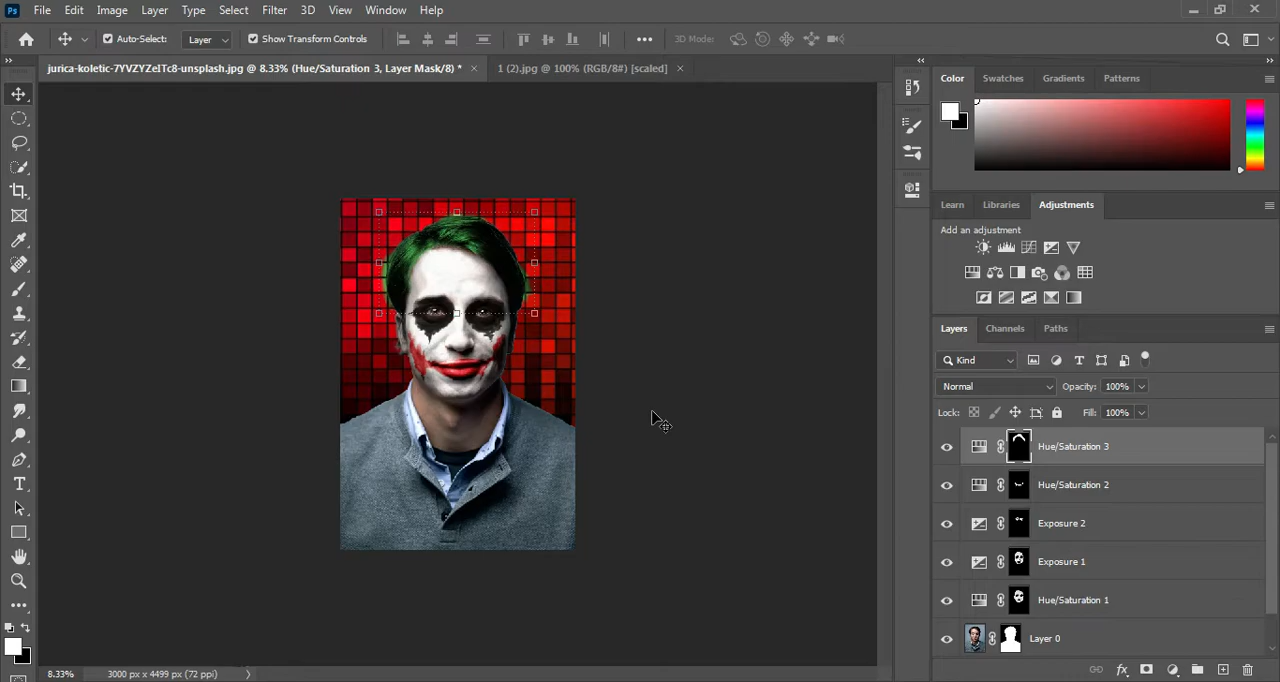 Ps File Edit Image Layer Type Select Filter 3D View Window Help
Auto-Select: Layer Show Transform Controls 3D Mode:
jurica-koletic-7YVZYZeITc8-unsplash.jpg @ 8.33% (Hue/Saturation 3, Layer Mask/8) * × 1 (2).jpg @ 100% (RGB/8#) [scaled] ×
Color Swatches Gradients Patterns
Learn Libraries Adjustments
Add an adjustment
Layers Channels Paths
Kind
Normal Opacity: 100%
Lock: Fill: 100%
Hue/Saturation 3
Hue/Saturation 2
Exposure 2
Exposure 1
Hue/Saturation 1
Layer 0
8.33% 3000 px x 4499 px (72 ppi)